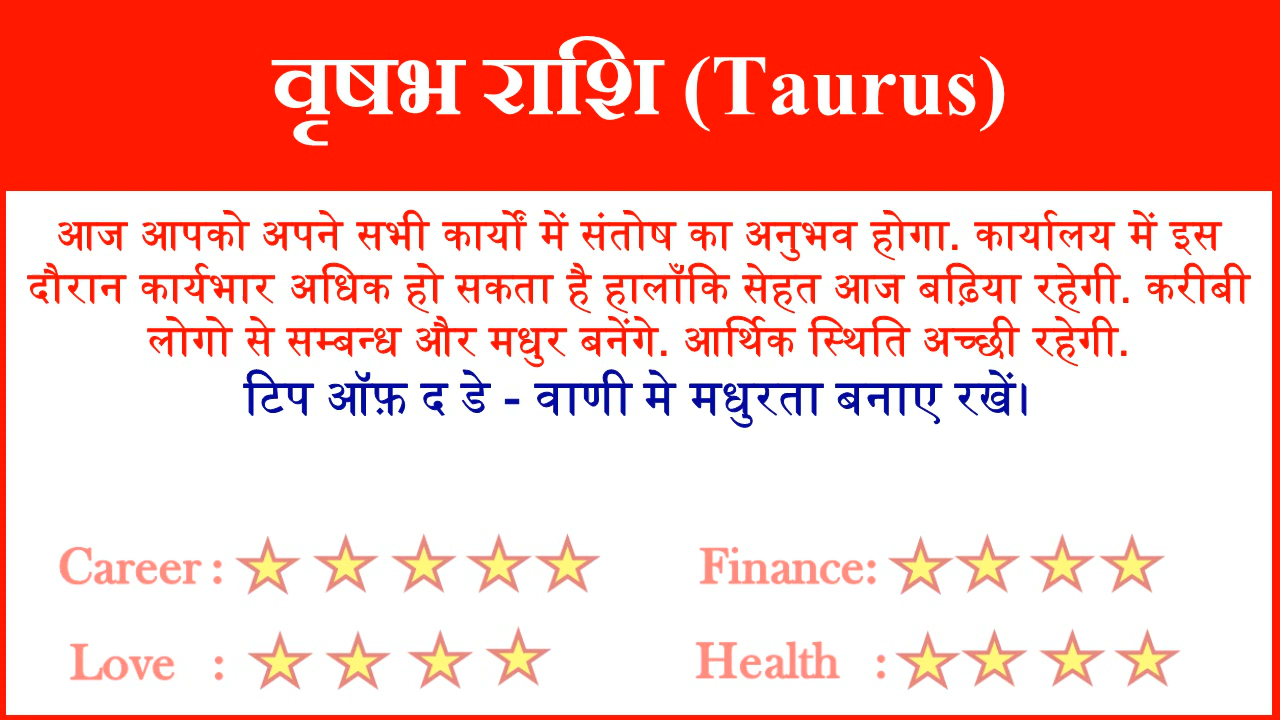 वृषभ राशि (Taurus)
आज आपको अपने सभी कार्यों में संतोष का अनुभव होगा. कार्यालय में इस
दौरान कार्यभार अधिक हो सकता है हालाँकि सेहत आज बढ़िया रहेगी. करीबी
लोगो से सम्बन्ध और मधुर बनेंगे. आर्थिक स्थिति अच्छी रहेगी.
टिप ऑफ़ द डे - वाणी मे मधुरता बनाए रखें।
Career :
Finance:
Love :
Health :